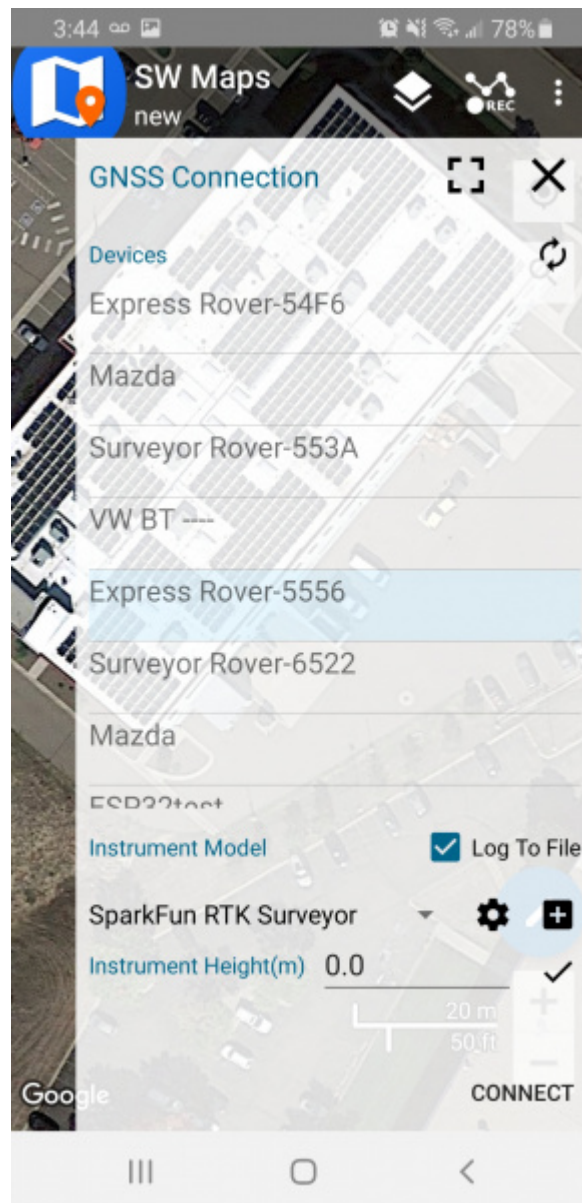 3:44
78%
SW Maps
new
REC
GNSS Connection
Devices
Express Rover-54F6
Mazda
Surveyor Rover-553A
VW BT ----
Express Rover-5556
Surveyor Rover-6522
Mazda
ESP32test
Instrument Model
Log To File
SparkFun RTK Surveyor
Instrument Height(m) 0.0
20 m
50 ft
Google
CONNECT